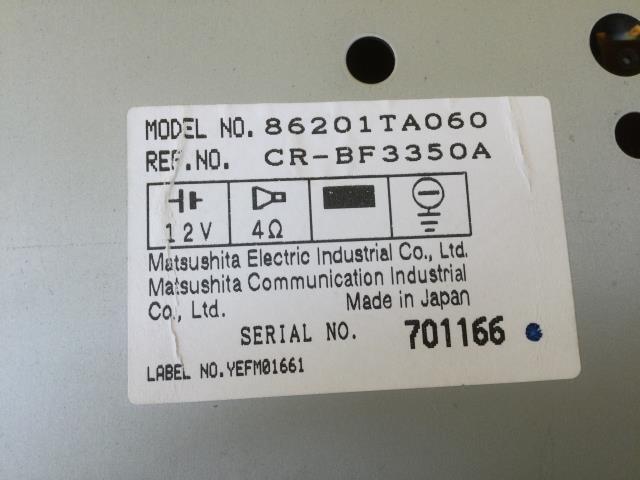 MODEL NO. 86201TA060
REF.NO. CR-BF3350A
12V 4Ω
Matsushita Electric Industrial Co., Ltd.
Matsushita Communication Industrial
Co., Ltd. Made in Japan
SERIAL NO. 701166
LABEL NO.YEFM01661